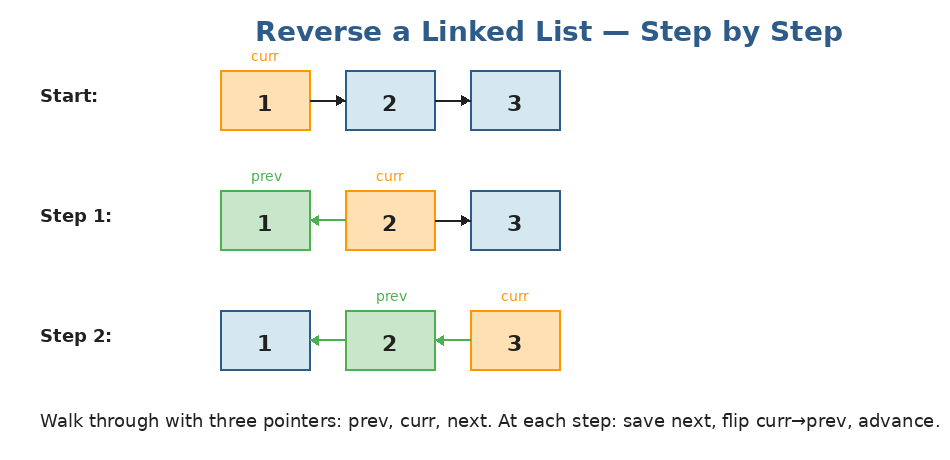 Reverse a Linked List — Step by Step
curr
Start:
1
2
3
prev
curr
Step 1:
1
2
3
prev
curr
Step 2:
1
2
3
Walk through with three pointers: prev, curr, next. At each step: save next, flip curr→prev, advance.